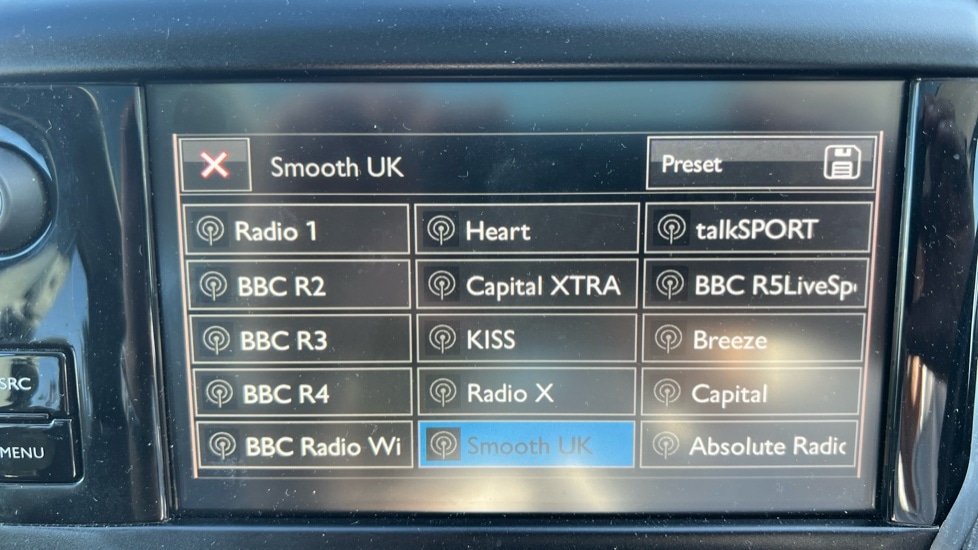 Smooth UK
Preset
Radio 1
Heart
talkSPORT
BBC R2
Capital XTRA
BBC R5LiveSp
BBC R3
KISS
Breeze
BBC R4
Radio X
Capital
BBC Radio Wi
Smooth UK
Absolute Radic
SRC
MENU